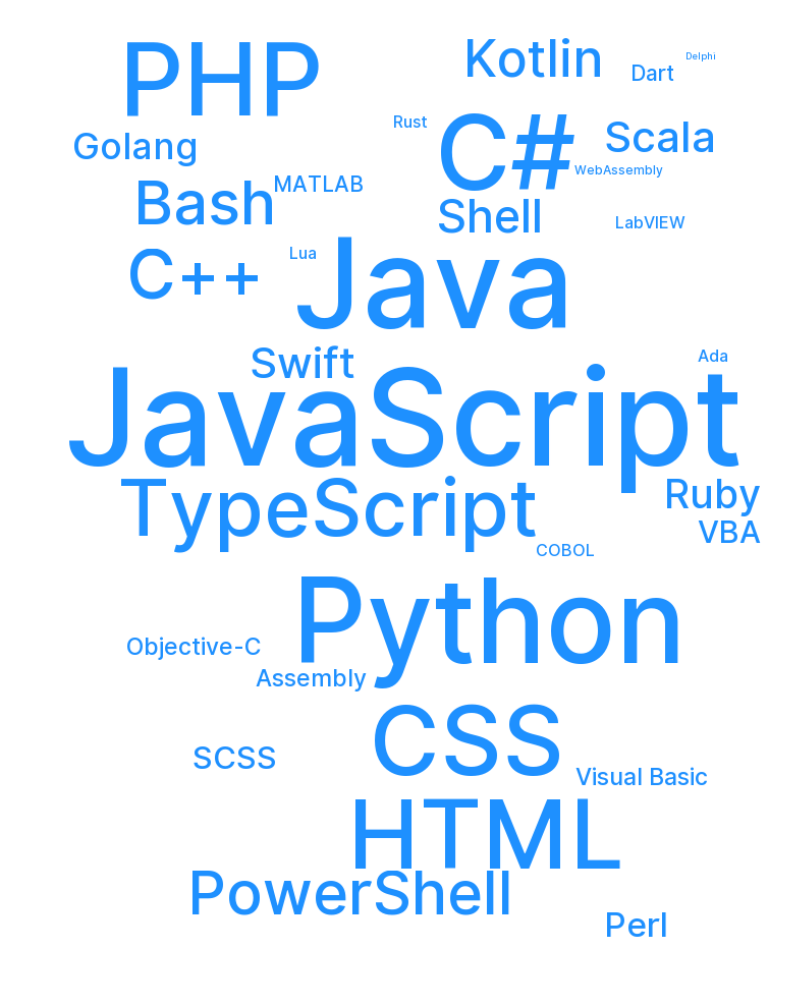 PHP
Kotlin
Dart
Delphi
Golang
Rust
C#
Scala
WebAssembly
Bash
MATLAB
Shell
LabVIEW
C++
Lua
Java
Swift
Ada
JavaScript
TypeScript
Ruby
VBA
COBOL
Python
Objective-C
Assembly
CSS
SCSS
Visual Basic
HTML
PowerShell
Perl